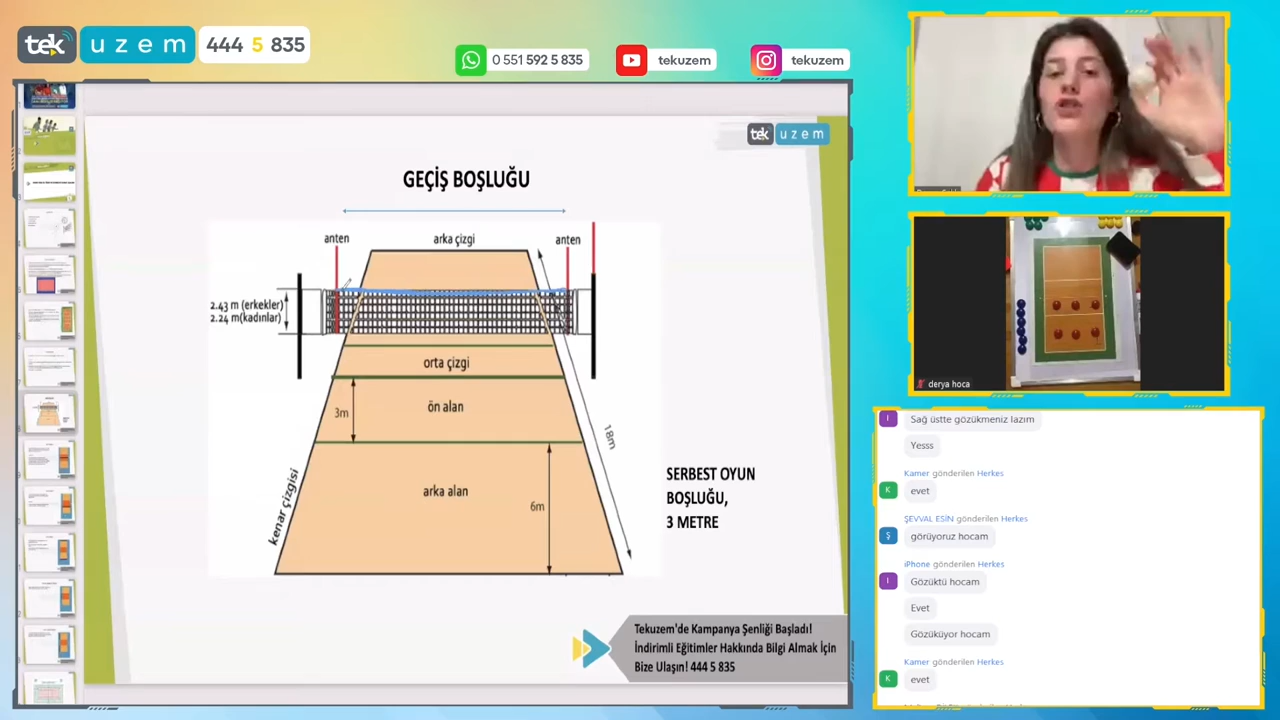 tek
uzem
444 5 835
0 551 592 5 835
tekuzem
tekuzem
tek
uzem
GEÇİŞ BOŞLUĞU
anten
arka çizgi
anten
2.43 m (erkekler)
2.24 m(kadınlar)
orta çizgi
3m
ön alan
18m
arka alan
6m
kenar çizgisi
SERBEST OYUN
BOŞLUĞU,
3 METRE
Tekuzem'de Kampanya Şenliği Başladı!
İndirimli Eğitimler Hakkında Bilgi Almak İçin
Bize Ulaşın! 444 5 835
derya hoca
I
Sağ üstte gözükmeniz lazım
Yesss
Kamer gönderilen Herkes
K
evet
ŞEVVAL ESİN gönderilen Herkes
Ş
görüyoruz hocam
iPhone gönderilen Herkes
I
Gözüktü hocam
Evet
Gözüküyor hocam
Kamer gönderilen Herkes
K
evet